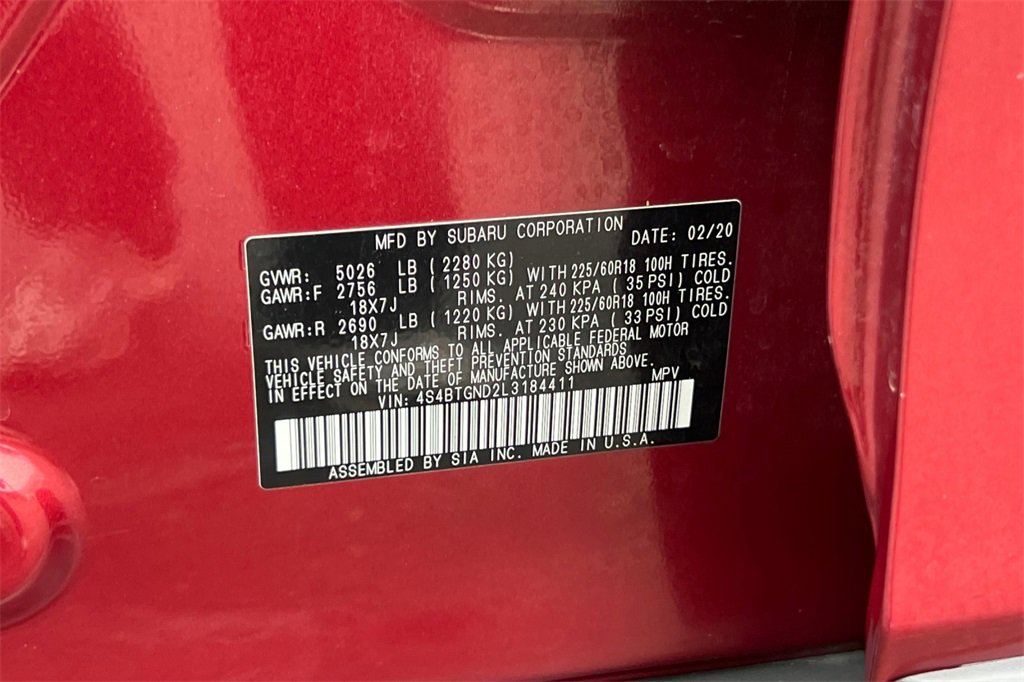 MFD BY SUBARU CORPORATION DATE: 02/20
GVWR: 5026 LB ( 2280 KG)
GAWR:F 2756 LB ( 1250 KG) WITH 225/60R18 100H TIRES.
18X7J RIMS. AT 240 KPA ( 35 PSI) COLD
GAWR:R 2690 LB ( 1220 KG) WITH 225/60R18 100H TIRES.
18X7J RIMS. AT 230 KPA ( 33 PSI) COLD
THIS VEHICLE CONFORMS TO ALL APPLICABLE FEDERAL MOTOR
VEHICLE SAFETY AND THEFT PREVENTION STANDARDS
IN EFFECT ON THE DATE OF MANUFACTURE SHOWN ABOVE.
VIN: 4S4BTGND2L3184411 MPV
ASSEMBLED BY SIA INC. MADE IN U.S.A.